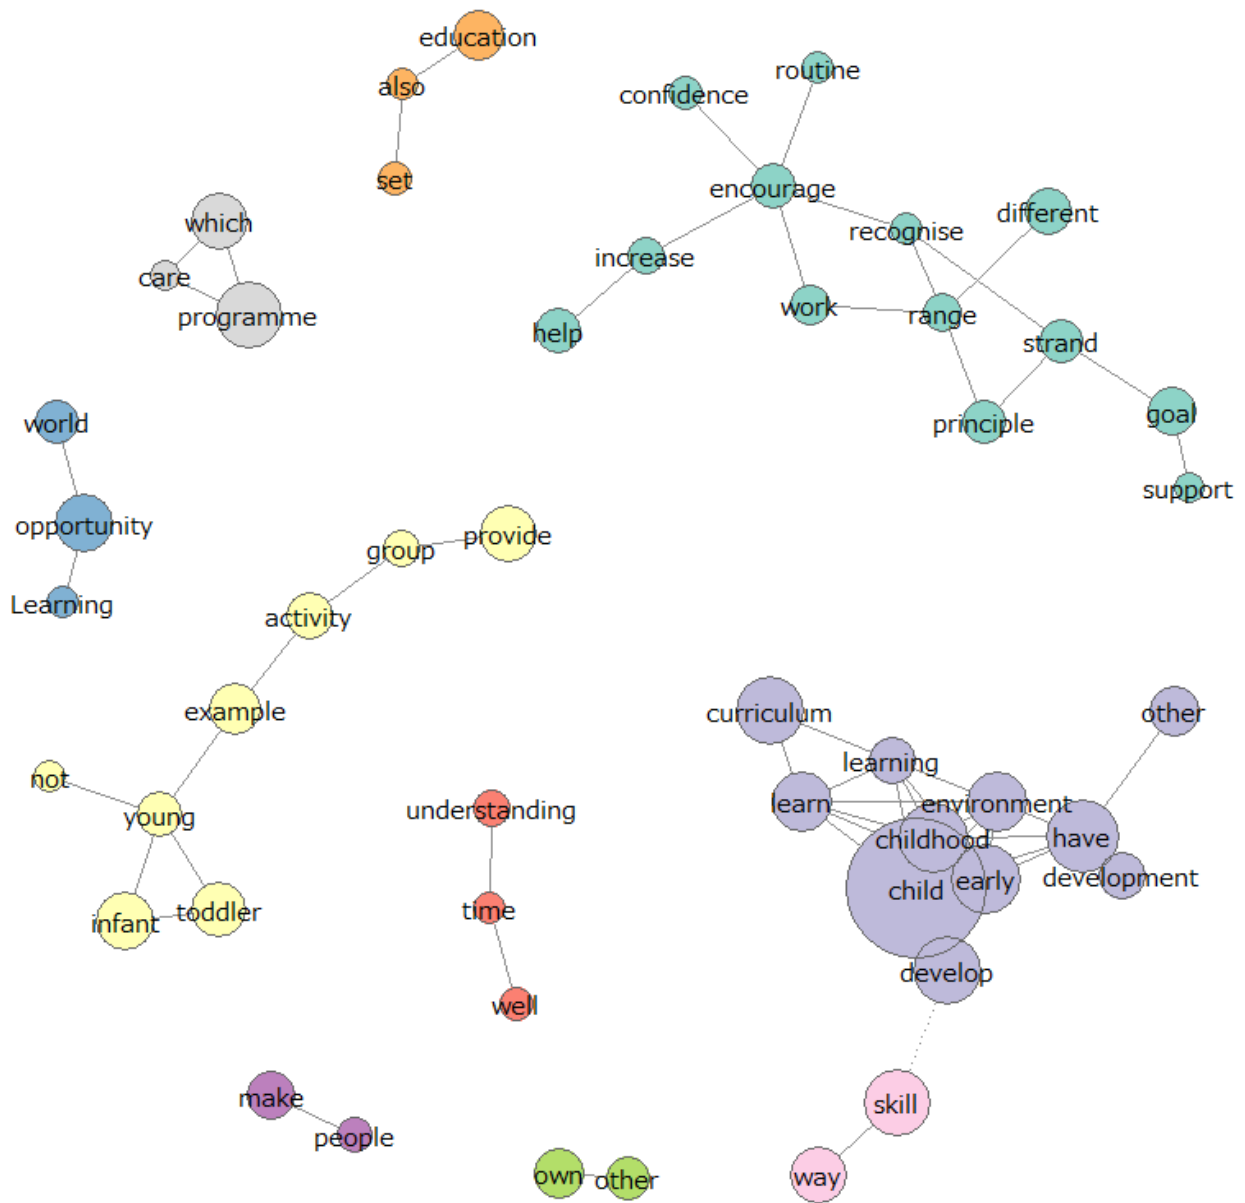 education
also
set
routine
confidence
encourage
different
recognise
increase
work
range
help
strand
principle
goal
support
which
care
programme
world
opportunity
Learning
provide
group
activity
example
not
young
infant
toddler
understanding
time
well
curriculum
other
learning
learn
environment
childhood
have
child
early
development
develop
skill
way
make
people
own
other